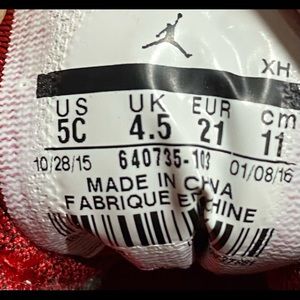 XH
US UK EUR cm
5C 4.5 21 11
10/28/15 640735-103 01/08/16
MADE IN CHINA
FABRIQUE EN CHINE